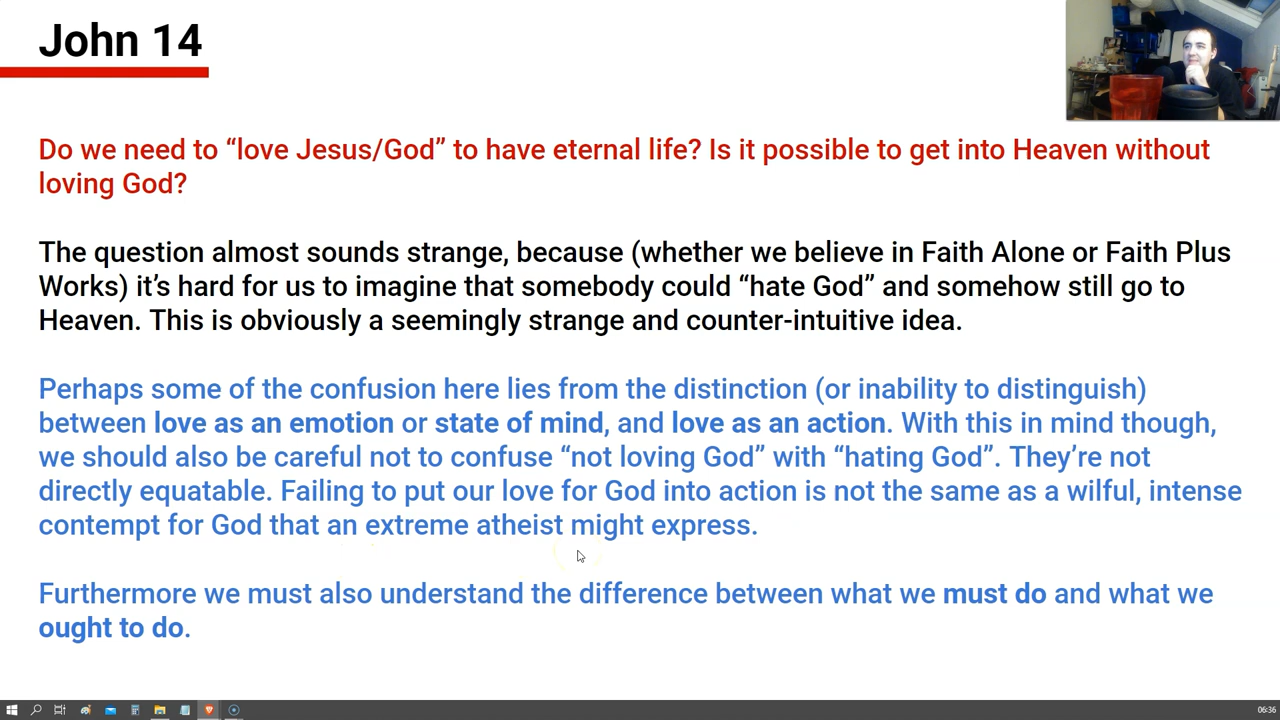 John 14
Do we need to “love Jesus/God” to have eternal life? Is it possible to get into Heaven without
loving God?
The question almost sounds strange, because (whether we believe in Faith Alone or Faith Plus
Works) it’s hard for us to imagine that somebody could “hate God” and somehow still go to
Heaven. This is obviously a seemingly strange and counter-intuitive idea.
Perhaps some of the confusion here lies from the distinction (or inability to distinguish)
between love as an emotion or state of mind, and love as an action. With this in mind though,
we should also be careful not to confuse “not loving God” with “hating God”. They’re not
directly equatable. Failing to put our love for God into action is not the same as a wilful, intense
contempt for God that an extreme atheist might express.
Furthermore we must also understand the difference between what we must do and what we
ought to do.
06:36